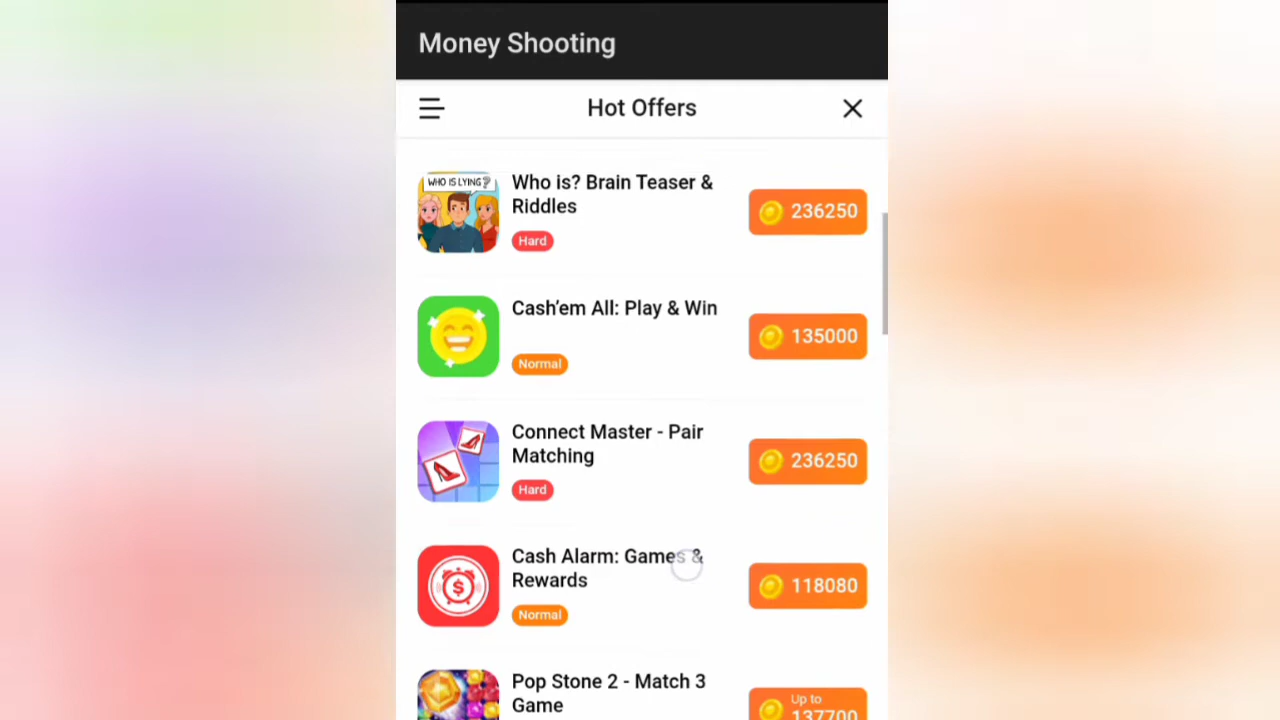 Money Shooting
Hot Offers
WHO IS LYING?
Who is? Brain Teaser &
Riddles
Hard
236250
Cash'em All: Play & Win
Normal
135000
Connect Master - Pair
Matching
Hard
236250
Cash Alarm: Games &
Rewards
Normal
118080
$
Pop Stone 2 - Match 3
Game
Up to
137700